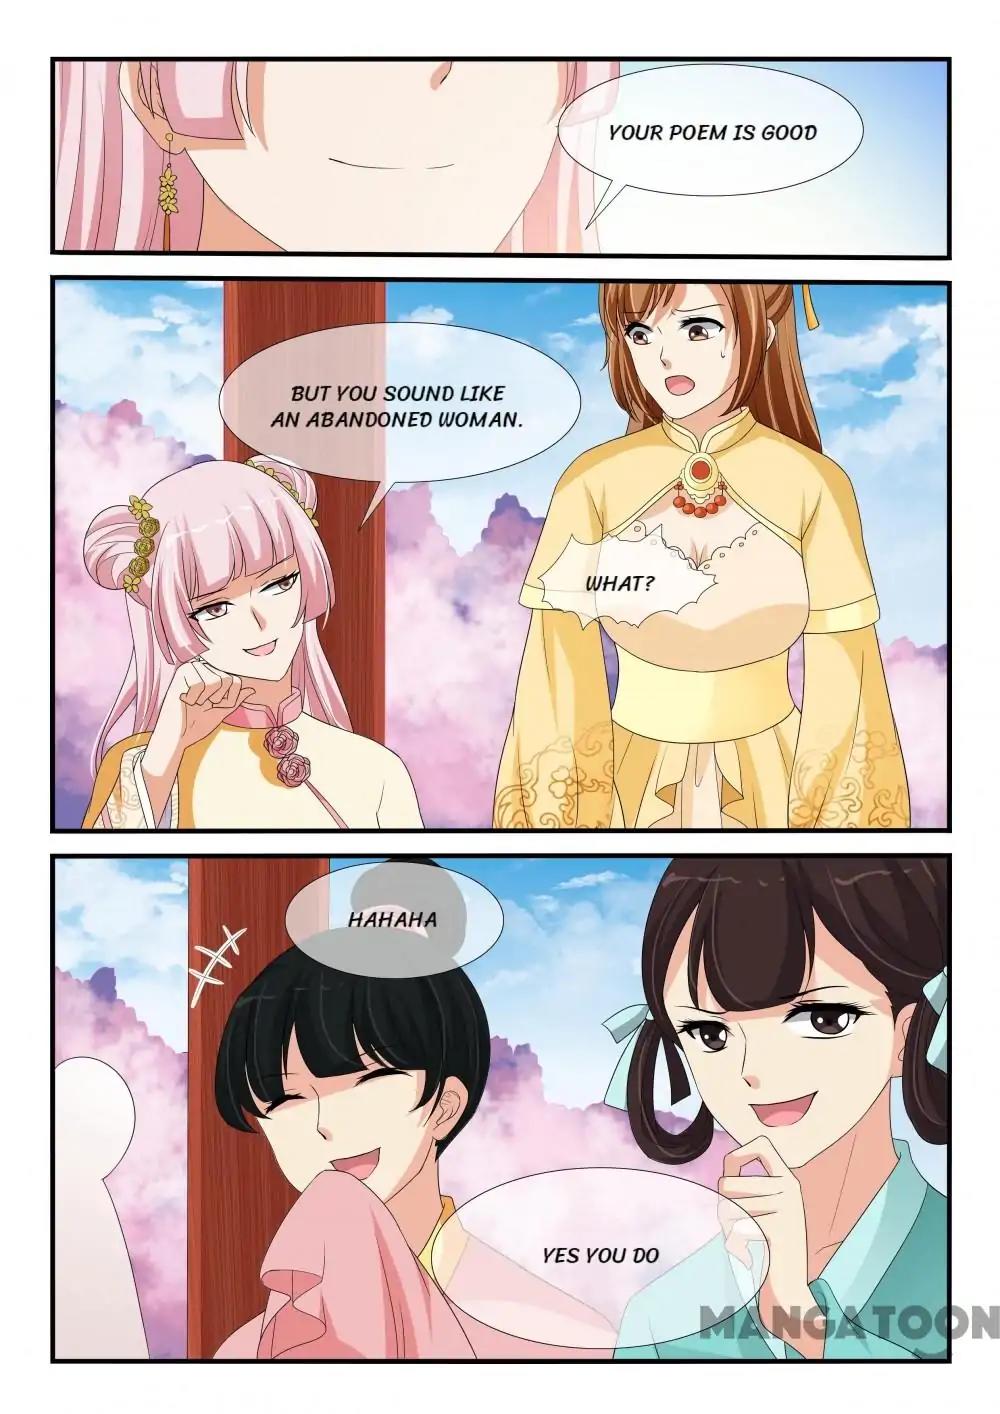 YOUR POEM IS GOOD
BUT YOU SOUND LIKE
AN ABANDONED WOMAN.
WHAT?
HAHAHA
YES YOU DO
MANGATOON